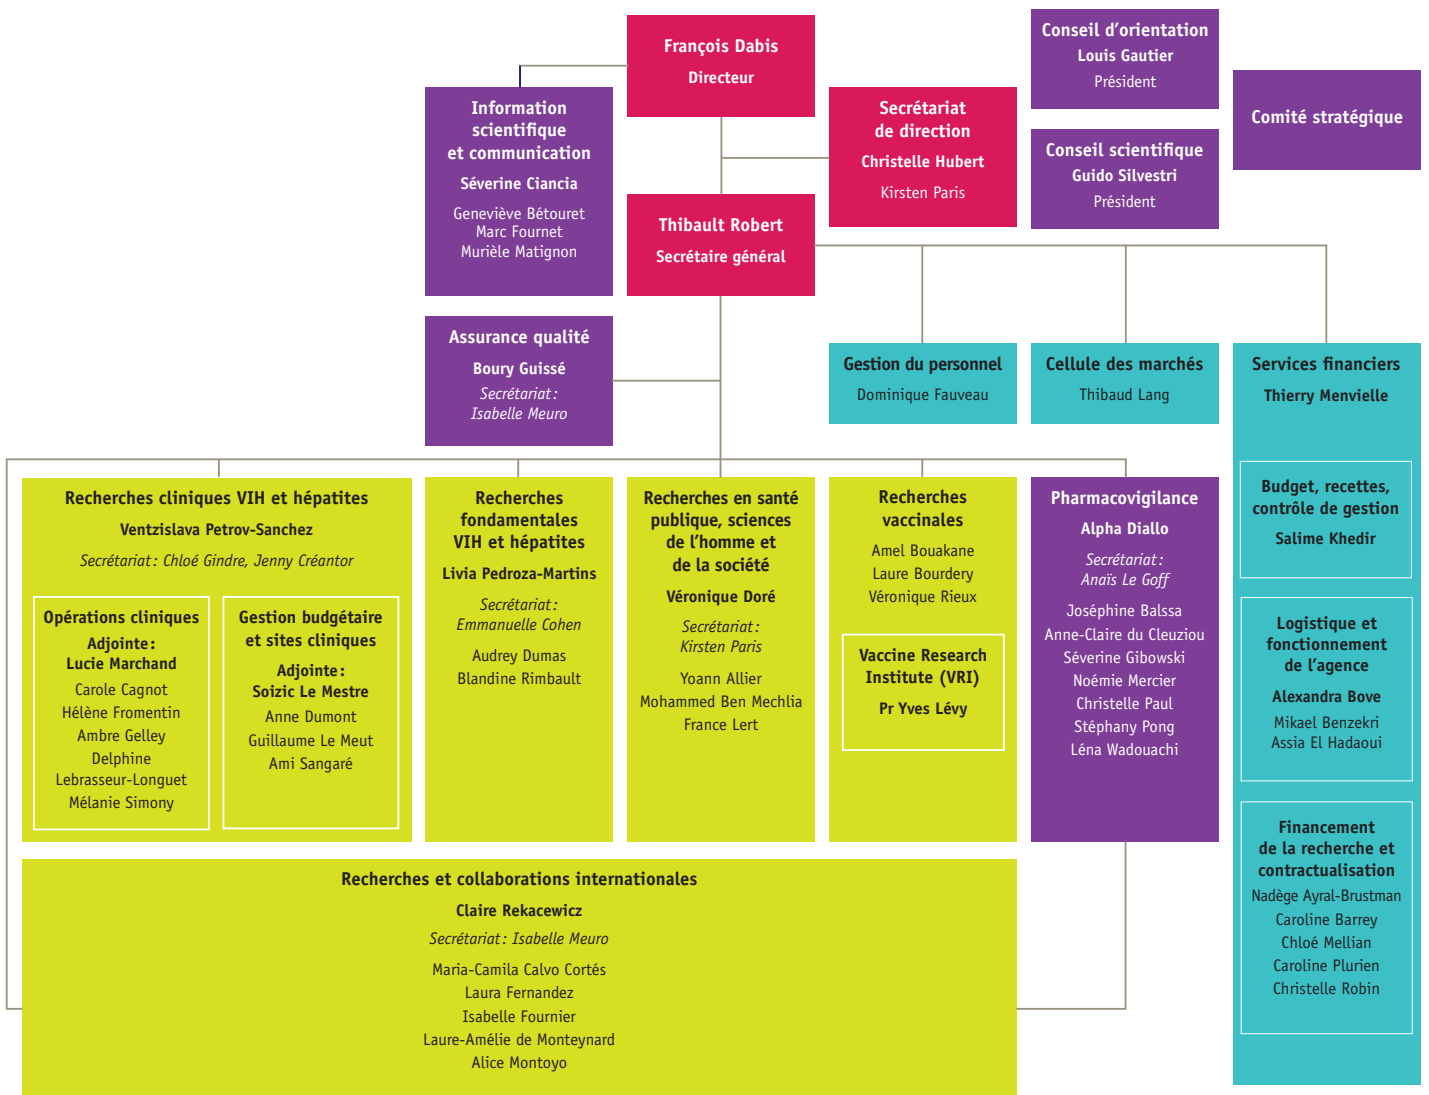 François Dabis
Directeur
Information
scientifique
et communication
Séverine Ciancia
Geneviève Bétouret
Marc Fournet
Murièle Matignon
Secrétariat
de direction
Christelle Hubert
Kirsten Paris
Conseil d’orientation
Louis Gautier
Président
Conseil scientifique
Guido Silvestri
Président
Comité stratégique
Thibault Robert
Secrétaire général
Assurance qualité
Boury Guissé
Secrétariat :
Isabelle Meuro
Gestion du personnel
Dominique Fauveau
Cellule des marchés
Thibaud Lang
Services financiers
Thierry Menvielle
Budget, recettes,
contrôle de gestion
Salime Khedir
Logistique et
fonctionnement
de l’agence
Alexandra Bove
Mikael Benzekri
Assia El Hadaoui
Financement
de la recherche et
contractualisation
Nadège Ayral-Brustman
Caroline Barrey
Chloé Mellian
Caroline Plurien
Christelle Robin
Recherches cliniques VIH et hépatites
Ventzislava Petrov-Sanchez
Secrétariat : Chloé Gindre, Jenny Créantor
Opérations cliniques
Adjointe :
Lucie Marchand
Carole Cagnot
Hélène Fromentin
Ambre Gelley
Delphine
Lebrasseur-Longuet
Mélanie Simony
Gestion budgétaire
et sites cliniques
Adjointe :
Soizic Le Mestre
Anne Dumont
Guillaume Le Meut
Ami Sangaré
Recherches
fondamentales
VIH et hépatites
Livia Pedroza-Martins
Secrétariat :
Emmanuelle Cohen
Audrey Dumas
Blandine Rimbault
Recherches en santé
publique, sciences
de l’homme et
de la société
Véronique Doré
Secrétariat :
Kirsten Paris
Yoann Allier
Mohammed Ben Mechlia
France Lert
Recherches
vaccinales
Amel Bouakane
Laure Bourdery
Véronique Rieux
Vaccine Research
Institute (VRI)
Pr Yves Lévy
Pharmacovigilance
Alpha Diallo
Secrétariat :
Anaïs Le Goff
Joséphine Balssa
Anne-Claire du Cleuziou
Séverine Gibowski
Noémie Mercier
Christelle Paul
Stéphany Pong
Léna Wadouachi
Recherches et collaborations internationales
Claire Rekacewicz
Secrétariat : Isabelle Meuro
Maria-Camila Calvo Cortés
Laura Fernandez
Isabelle Fournier
Laure-Amélie de Monteynard
Alice Montoyo